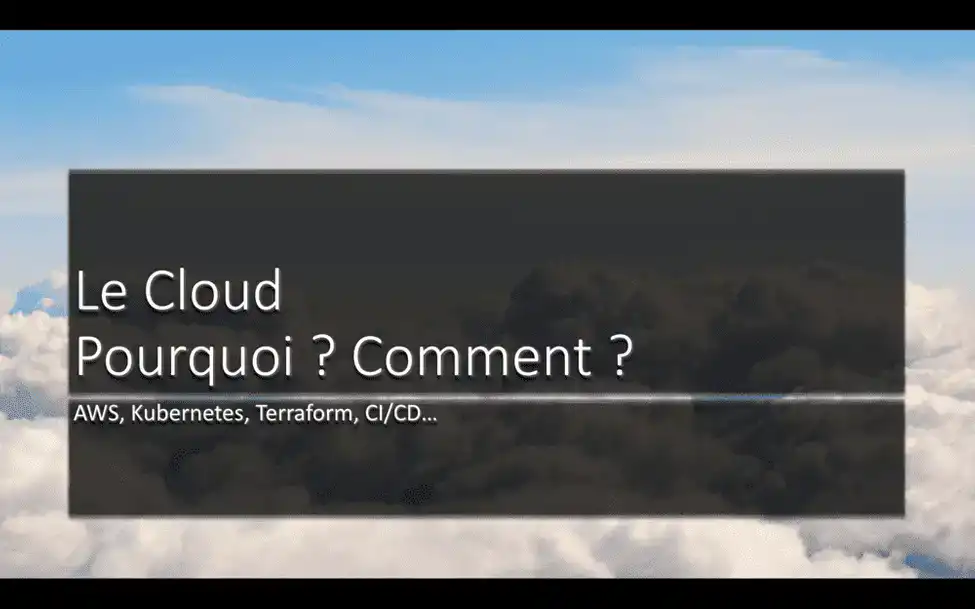 Le Cloud
Pourquoi ? Comment ?
AWS, Kubernetes, Terraform, CI/CD...